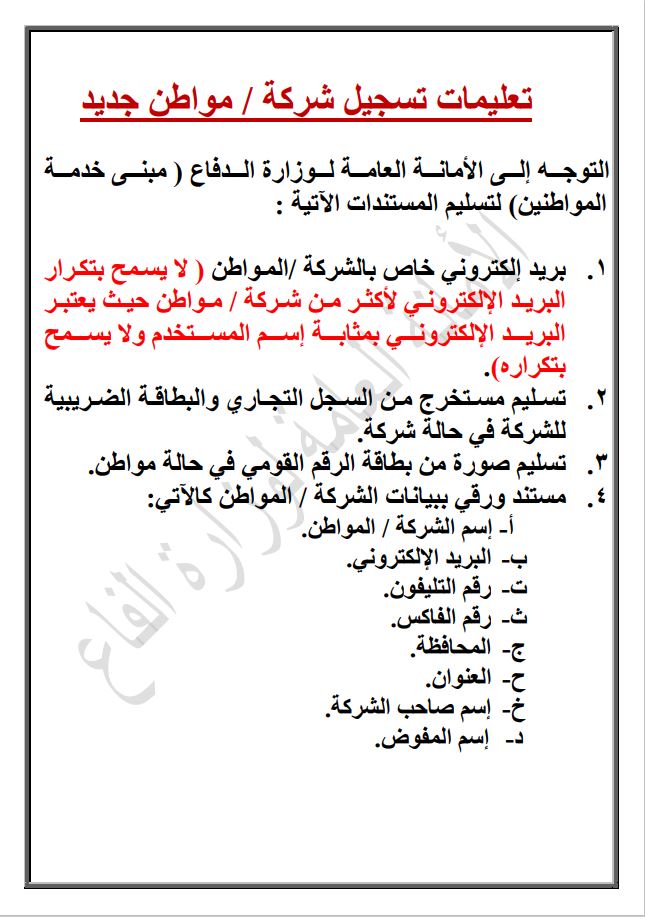 تعليمات تسجيل شركة / مواطن جديد
التوجه إلى الأمانة العامة لوزارة الدفاع ( مبنى خدمة
المواطنين) لتسليم المستندات الآتية :
١. بريد إلكتروني خاص بالشركة /المواطن ( لا يسمح بتكرار
البريد الإلكتروني لأكثر من شركة / مواطن حيث يعتبر
البريد الإلكتروني بمثابة إسم المستخدم ولا يسمح
بتكراره).
٢. تسليم مستخرج من السجل التجاري والبطاقة الضريبية
للشركة في حالة شركة.
٣. تسليم صورة من بطاقة الرقم القومي في حالة مواطن.
٤. مستند ورقي ببيانات الشركة / المواطن كالآتي:
أ- إسم الشركة / المواطن.
ب- البريد الإلكتروني.
ت- رقم التليفون.
ث- رقم الفاكس.
ج- المحافظة.
ح- العنوان.
خ- إسم صاحب الشركة.
د- إسم المفوض.
الأمانة العامة لوزارة الفاع